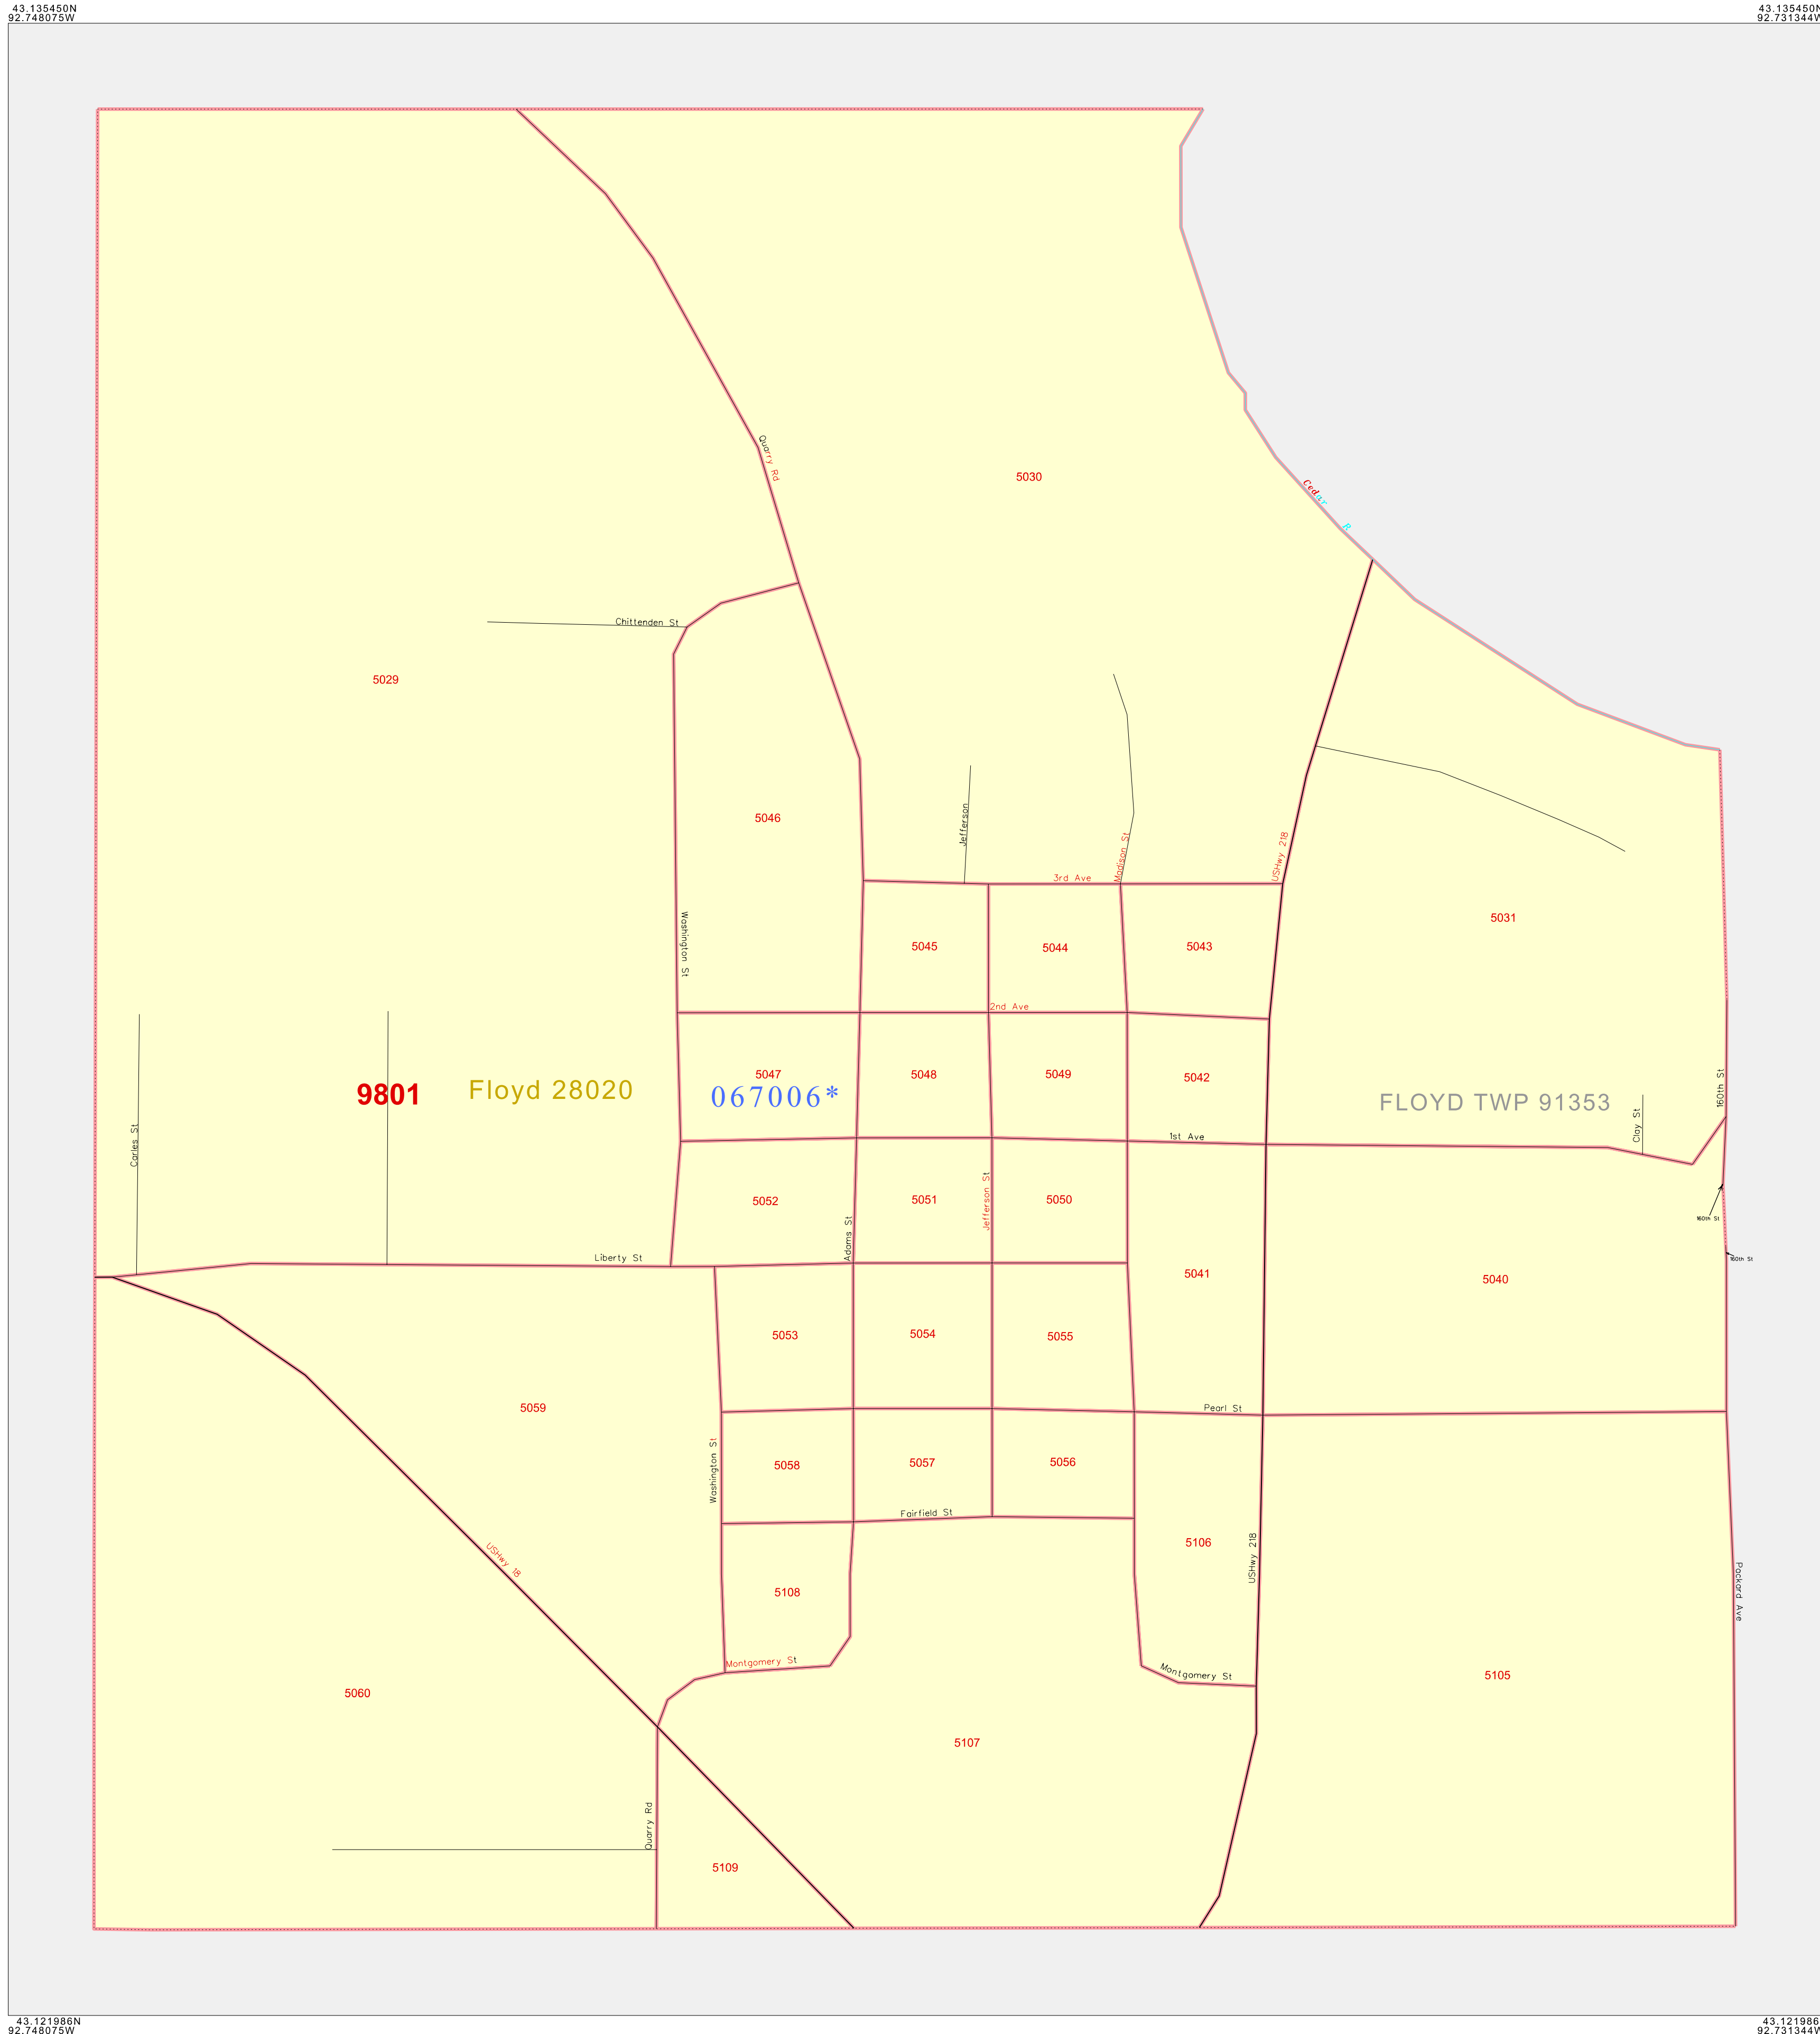 43.135450N
92.748075W
43.135450N
92.731344W
Quarry Rd
5030
Cedar R
Chittenden St
5029
5046
Jefferson
Madison St
USHwy 218
3rd Ave
5031
Washington St
5045
5044
5043
2nd Ave
5047
5048
5049
5042
9801
Floyd 28020
067006*
FLOYD TWP 91353
160th St
Clay St
Carles St
1st Ave
5052
5051
Jefferson St
5050
160th St
Adams St
Liberty St
160th St
5041
5040
5053
5054
5055
5059
Pearl St
Washington St
5058
5057
5056
Fairfield St
USHwy 18
5106
USHwy 218
5108
Packard Ave
Montgomery St
Montgomery St
5105
5060
5107
Quarry Rd
5109
43.121986N
92.748075W
43.121986
92.731344W